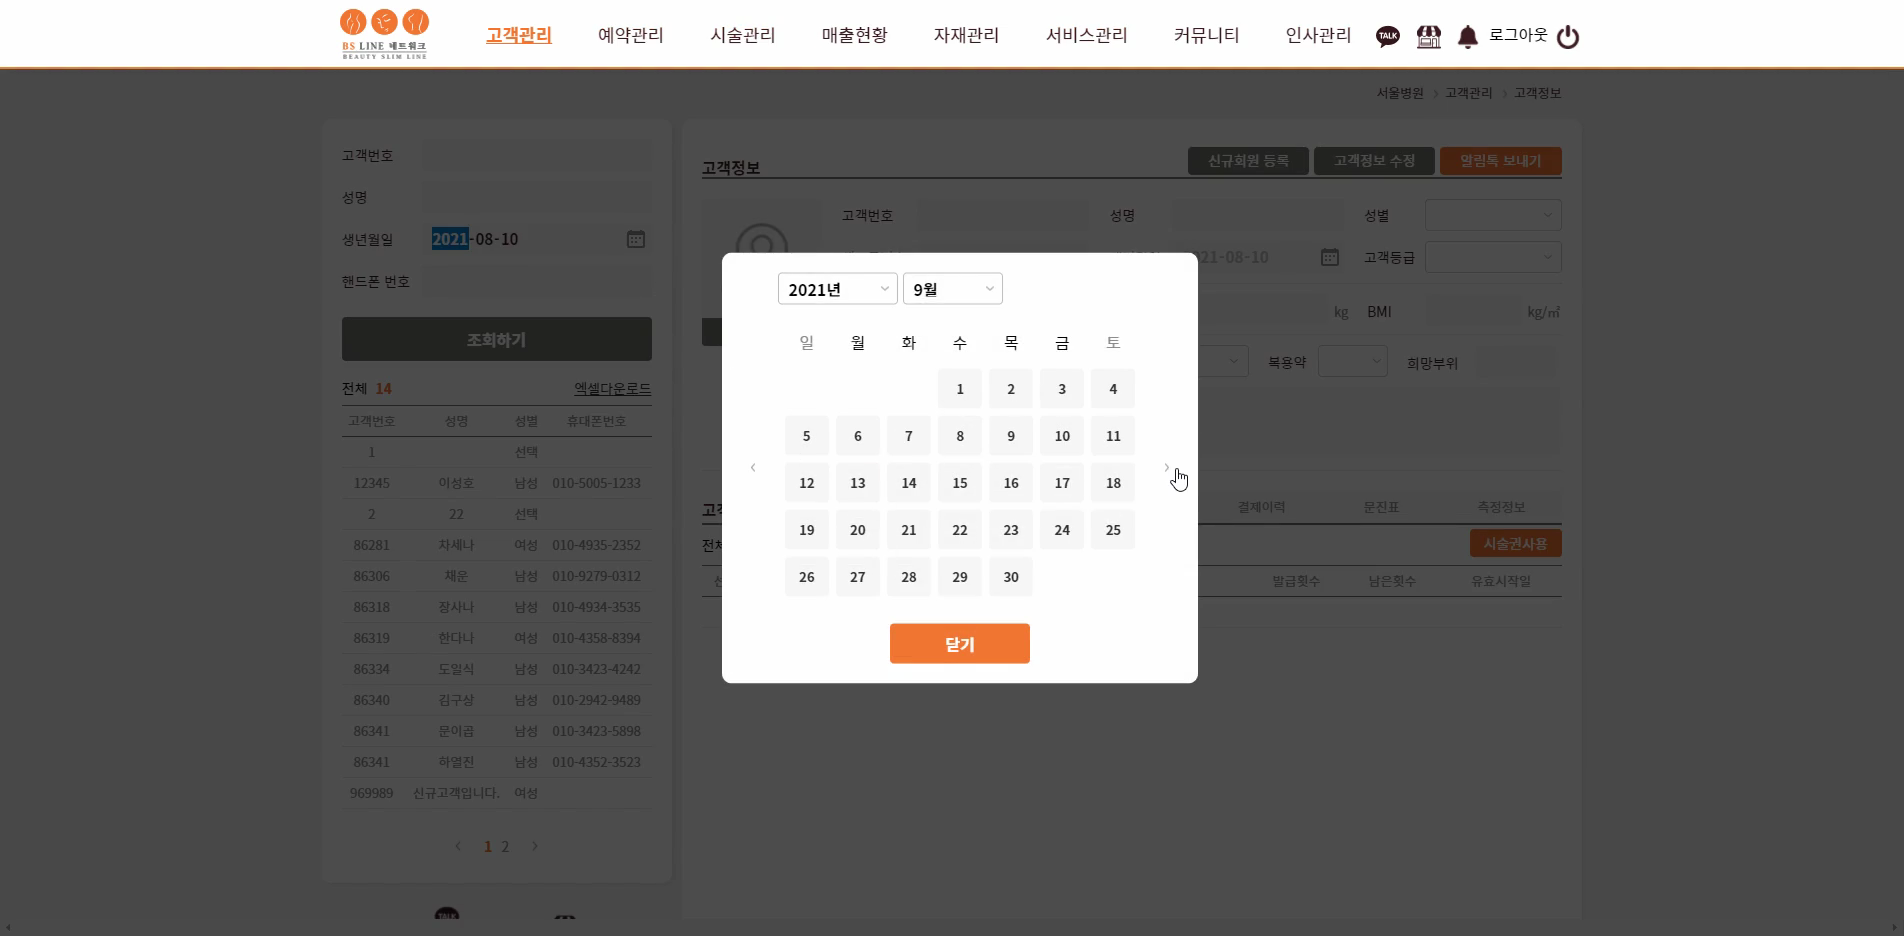 BS LINE 네트워크
BEAUTY SLIM LINE
고객관리 예약관리 시술관리 매출현황 자재관리 서비스관리 커뮤니티 인사관리 TALK 로그아웃
서울병원 > 고객관리 > 고객정보
고객번호
성명
생년월일 2021-08-10
핸드폰 번호
조회하기
전체 14 엑셀다운로드
고객번호 성명 성별 휴대폰번호
1 선택
12345 이성호 남성 010-5005-1233
2 22 선택
86281 차세나 여성 010-4935-2352
86306 채운 남성 010-9279-0312
86318 장사나 남성 010-4934-3535
86319 한다나 여성 010-4358-8394
86334 도일식 남성 010-3423-4242
86340 김구상 남성 010-2942-9489
86341 문이곱 남성 010-3423-5898
86341 하열진 남성 010-4352-3523
969989 신규고객입니다. 여성
< 1 2 >
TALK
고객정보 신규회원 등록 고객정보 수정 알림톡 보내기
고객번호 성명 성별
21-08-10 고객등급
kg BMI kg/㎡
복용약 희망부위
고객 결제이력 문진표 측정정보
전체 시술권사용
발급횟수 남은횟수 유효시작일
2021년 9월
일 월 화 수 목 금 토
1 2 3 4
5 6 7 8 9 10 11
12 13 14 15 16 17 18
19 20 21 22 23 24 25
26 27 28 29 30
닫기